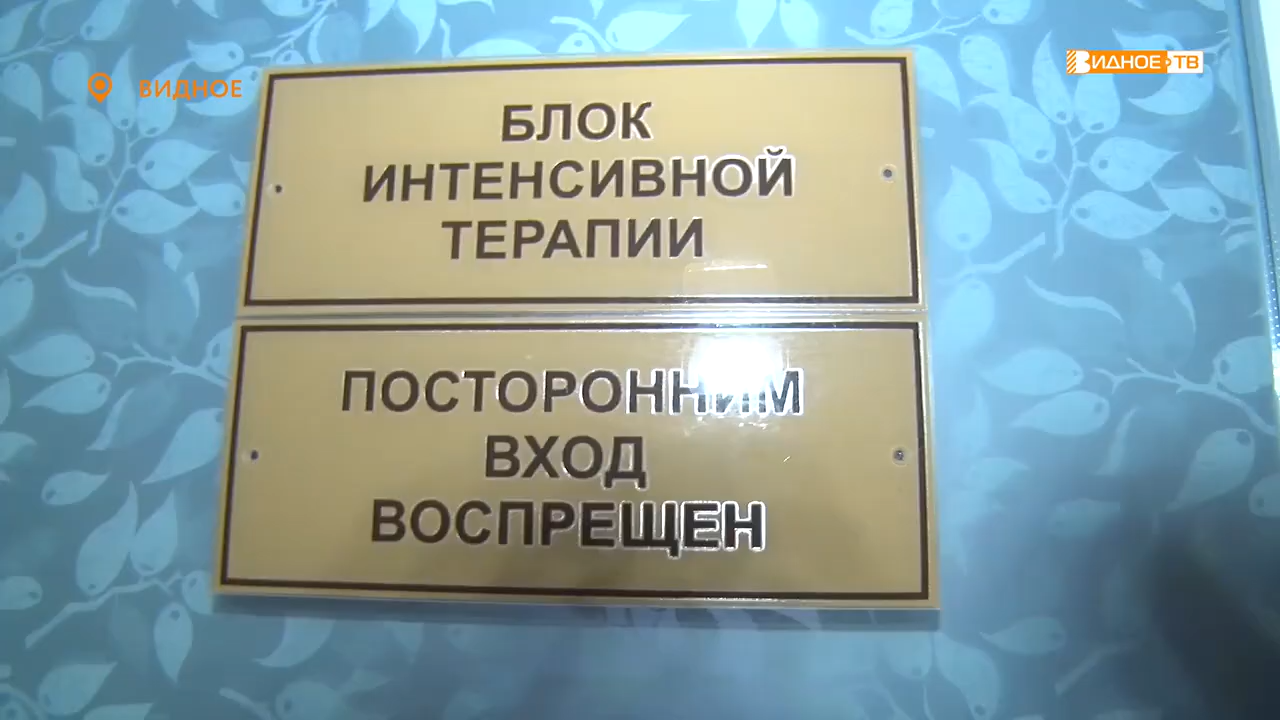 ВИДНОЕ
ВИДНОЕ ТВ
БЛОК
ИНТЕНСИВНОЙ
ТЕРАПИИ
ПОСТОРОННИМ
ВХОД
ВОСПРЕЩЕН